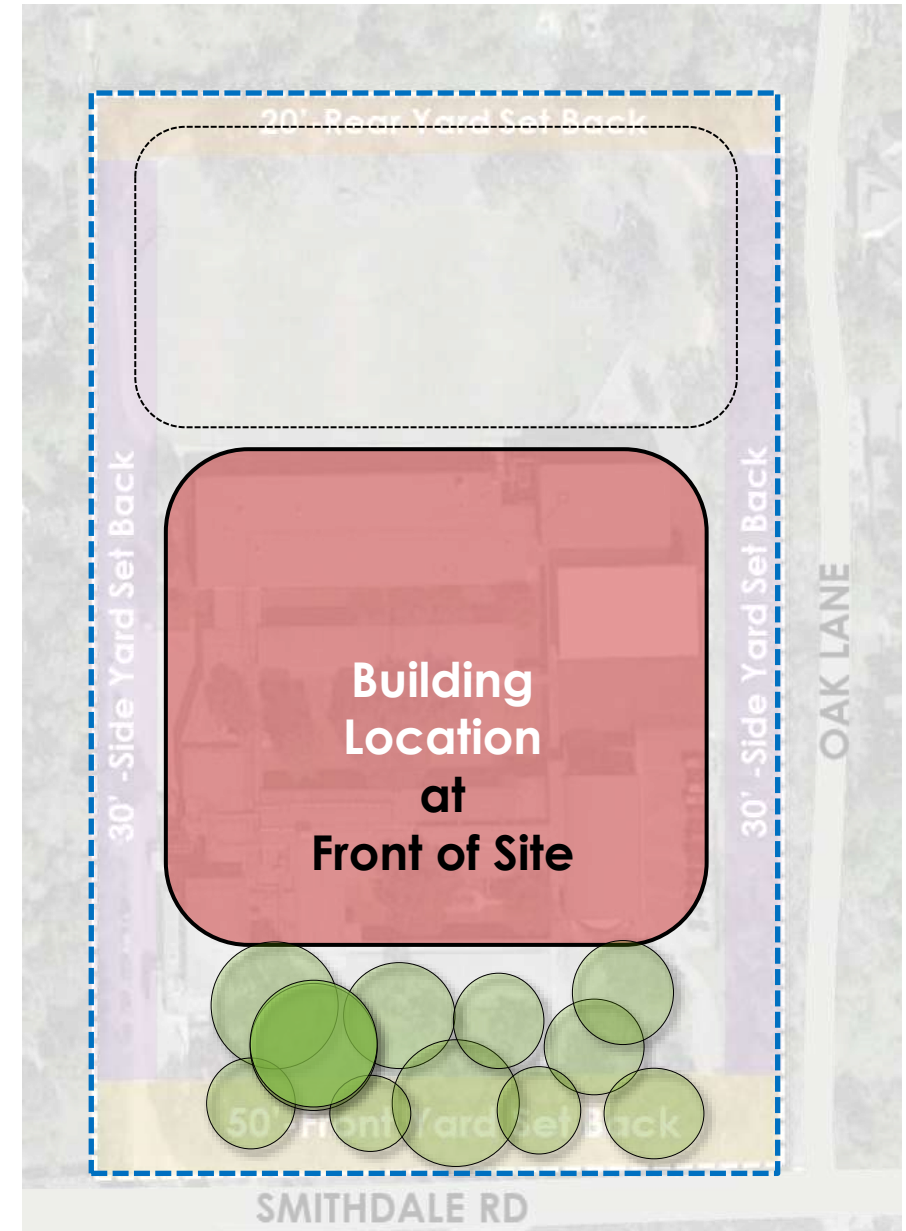 20'-Rear Yard Set Back
30' -Side Yard Set Back
30' -Side Yard Set Back
OAK LANE
Building
Location
at
Front of Site
50'-Front Yard Set Back
SMITHDALE RD